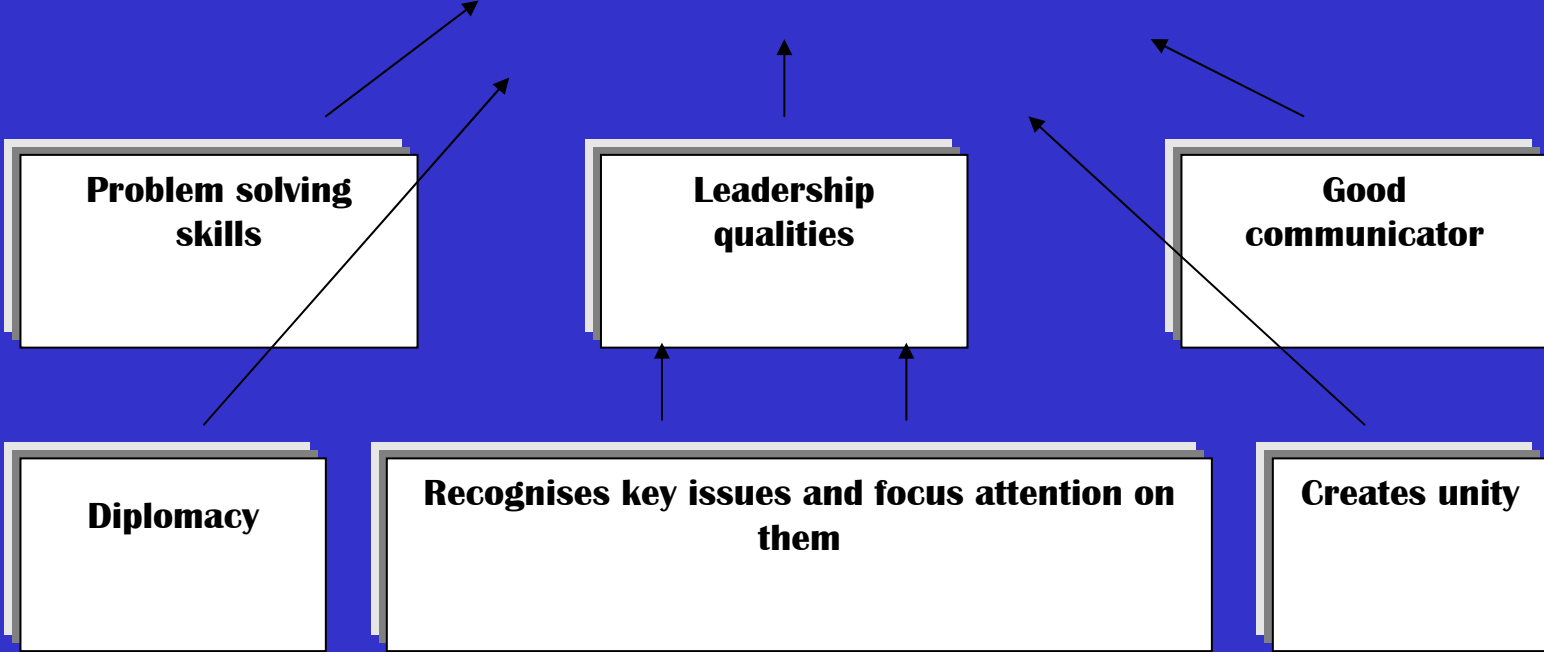 Problem solving
skills
Leadership
qualities
Good
communicator
Diplomacy
Recognises key issues and focus attention on
them
Creates unity